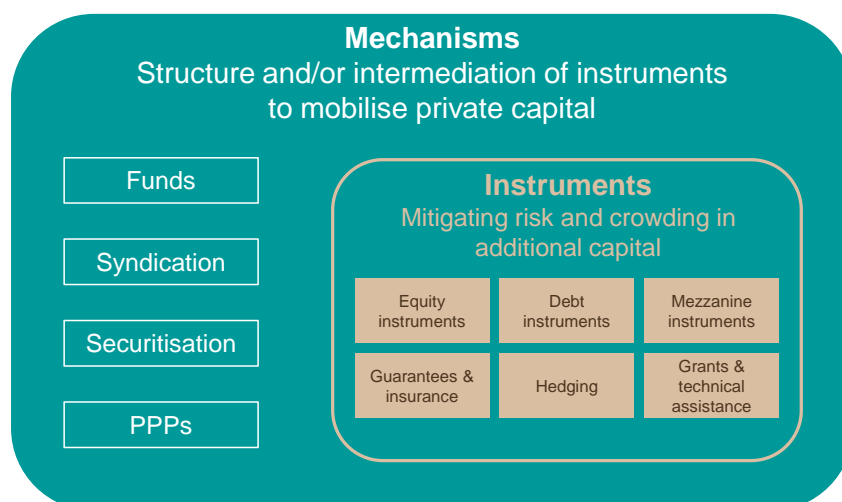 Mechanisms
Structure and/or intermediation of instruments
to mobilise private capital
Funds
Syndication
Securitisation
PPPs
Instruments
Mitigating risk and crowding in
additional capital
Equity
instruments
Debt
instruments
Mezzanine
instruments
Guarantees &
insurance
Hedging
Grants &
technical
assistance